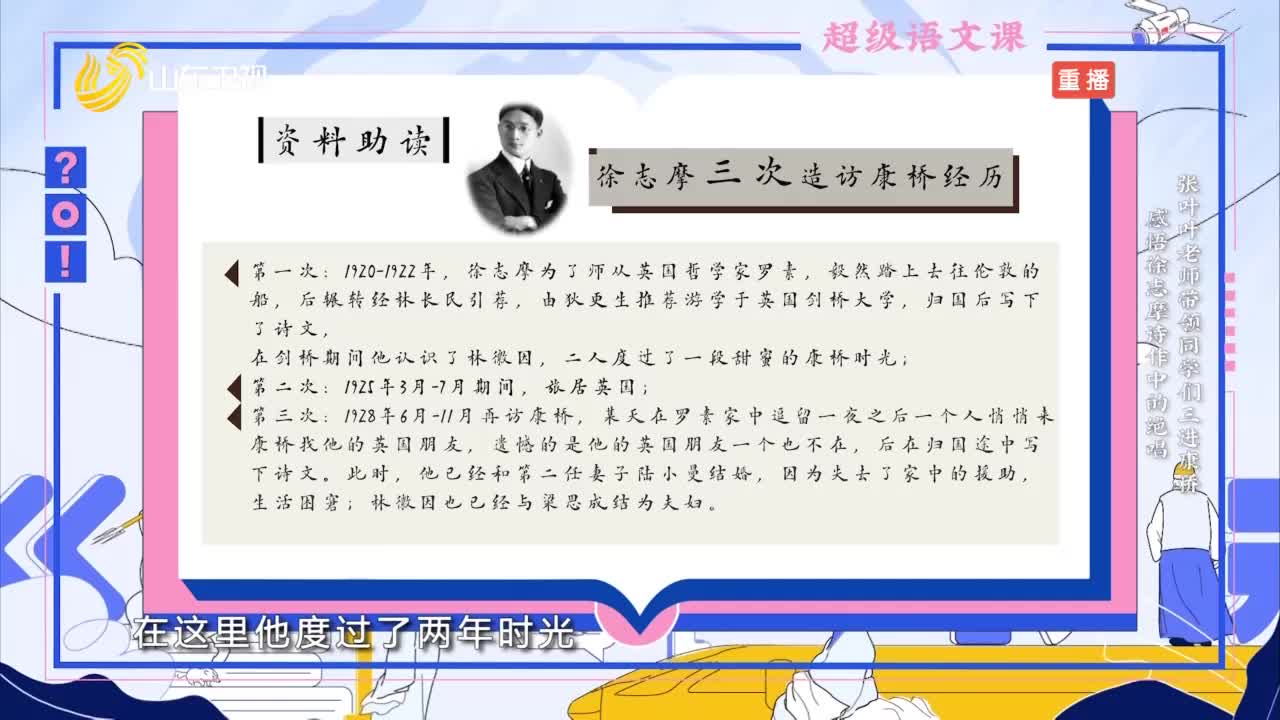 超级语文课
山东卫视
重播
?
O
!
资料助读
徐志摩三次造访康桥经历
第一次：1920-1922年，徐志摩为了师从英国哲学家罗素，毅然踏上去往伦敦的
船，后辗转经林长民引荐，由狄更生推荐游学于英国剑桥大学，归国后写下
了诗文，
在剑桥期间他认识了林徽因，二人度过了一段甜蜜的康桥时光；
第二次：1925年3月-7月期间，旅居英国；
第三次：1928年6月-11月再访康桥，某天在罗素家中逗留一夜之后一个人悄悄来
康桥找他的英国朋友，遗憾的是他的英国朋友一个也不在，后在归国途中写
下诗文。此时，他已经和第二任妻子陆小曼结婚，因为失去了家中的援助，
生活困窘；林徽因也已经与梁思成结为夫妇。
张叶叶老师带领同学们三进康桥
感悟徐志摩诗作中的绝唱
在这里他度过了两年时光